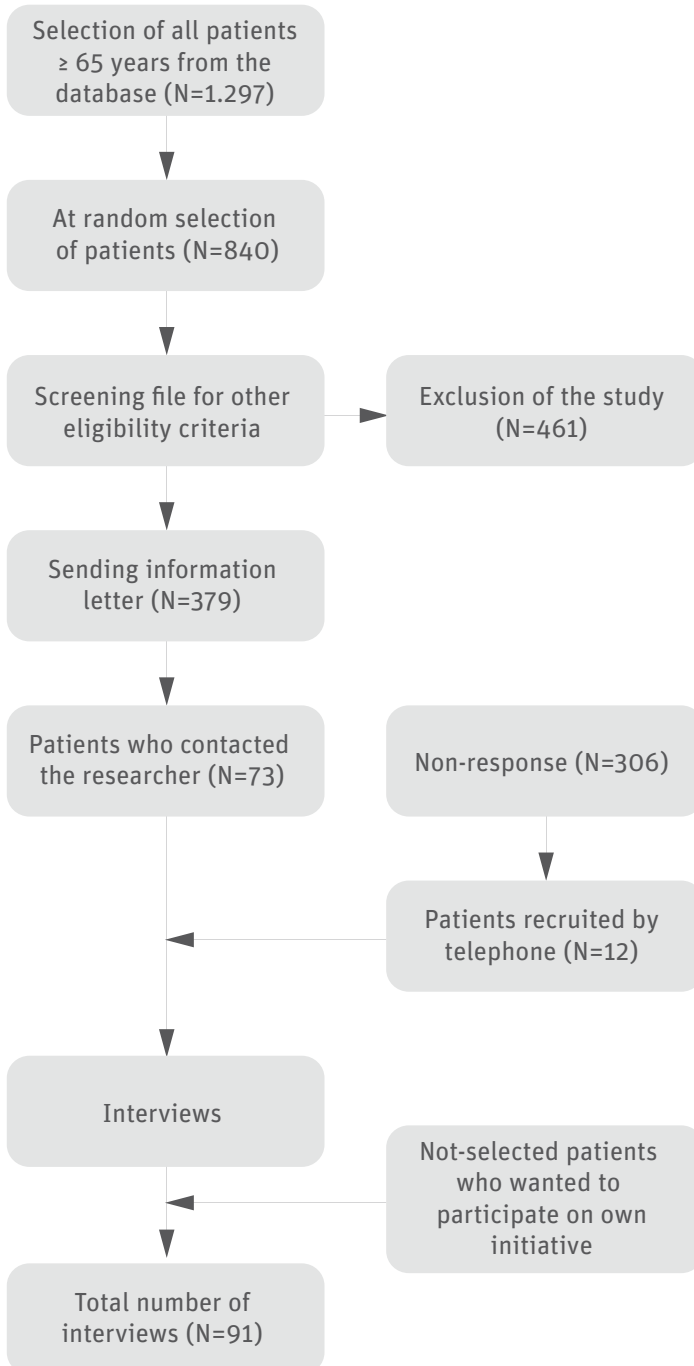 Selection of all patients
≥ 65 years from the
database (N=1.297)
At random selection
of patients (N=840)
Screening file for other
eligibility criteria
Exclusion of the study
(N=461)
Sending information
letter (N=379)
Patients who contacted
the researcher (N=73)
Non-response (N=306)
Patients recruited by
telephone (N=12)
Interviews
Not-selected patients
who wanted to
participate on own
initiative
Total number of
interviews (N=91)